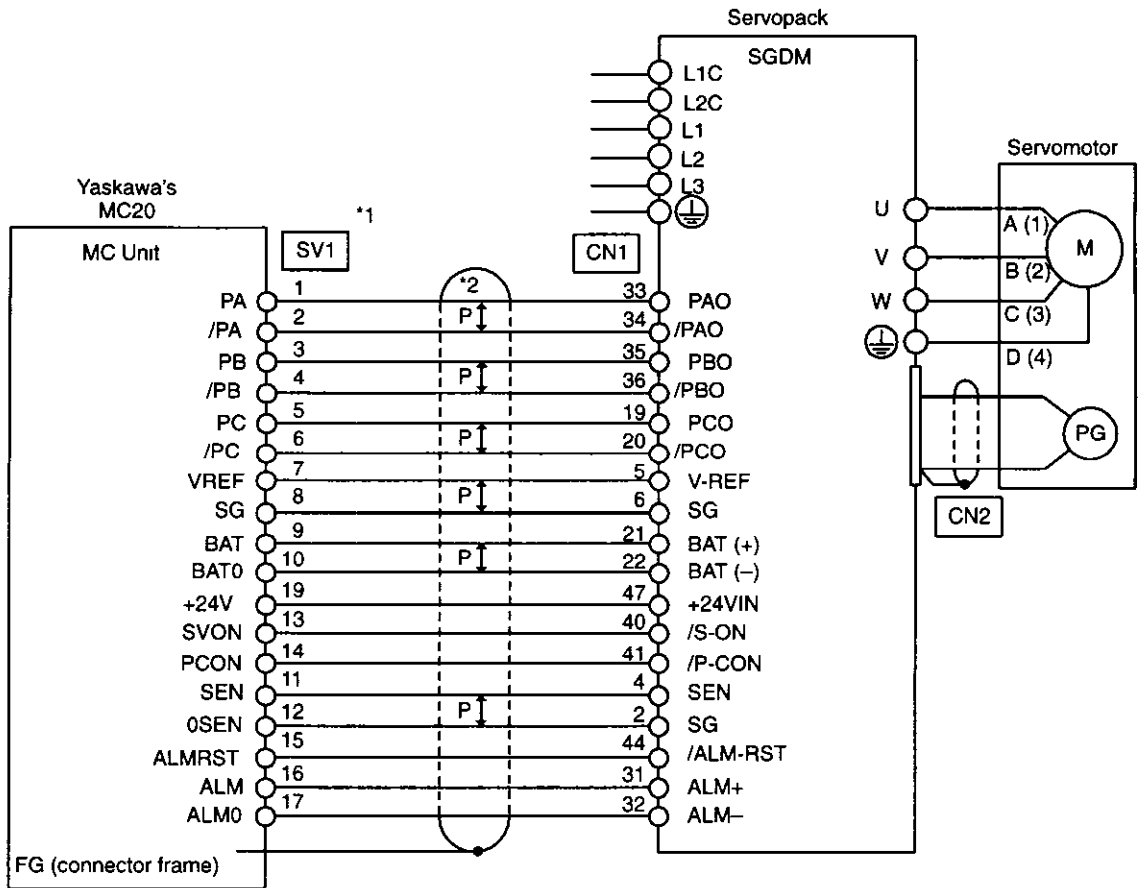 Servopack
SGDM
L1C
L2C
L1
L2
L3
Servomotor
Yaskawa's
MC20
*1
MC Unit
SV1
CN1
U
A (1)
M
V
B (2)
W
C (3)
D (4)
*2
PA 1 33 PAO
P
/PA 2 34 /PAO
PB 3 35 PBO
P
/PB 4 36 /PBO
PC 5 19 PCO
P
/PC 6 20 /PCO
VREF 7 5 V-REF
P
SG 8 6 SG
BAT 9 21 BAT (+)
P
BAT0 10 22 BAT (–)
+24V 19 47 +24VIN
SVON 13 40 /S-ON
PCON 14 41 /P-CON
SEN 11 4 SEN
P
0SEN 12 2 SG
ALMRST 15 44 /ALM-RST
ALM 16 31 ALM+
ALM0 17 32 ALM–
PG
CN2
FG (connector frame)